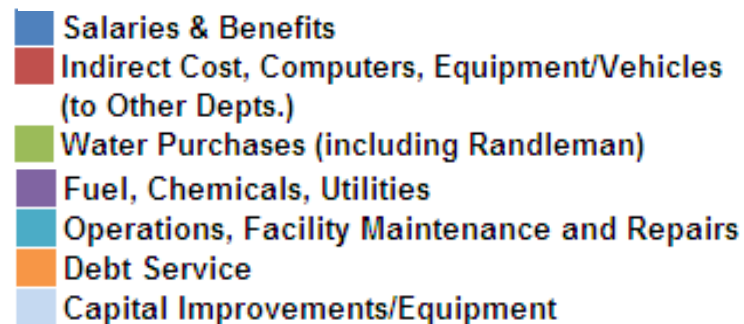 Salaries & Benefits
Indirect Cost, Computers, Equipment/Vehicles
(to Other Depts.)
Water Purchases (including Randleman)
Fuel, Chemicals, Utilities
Operations, Facility Maintenance and Repairs
Debt Service
Capital Improvements/Equipment